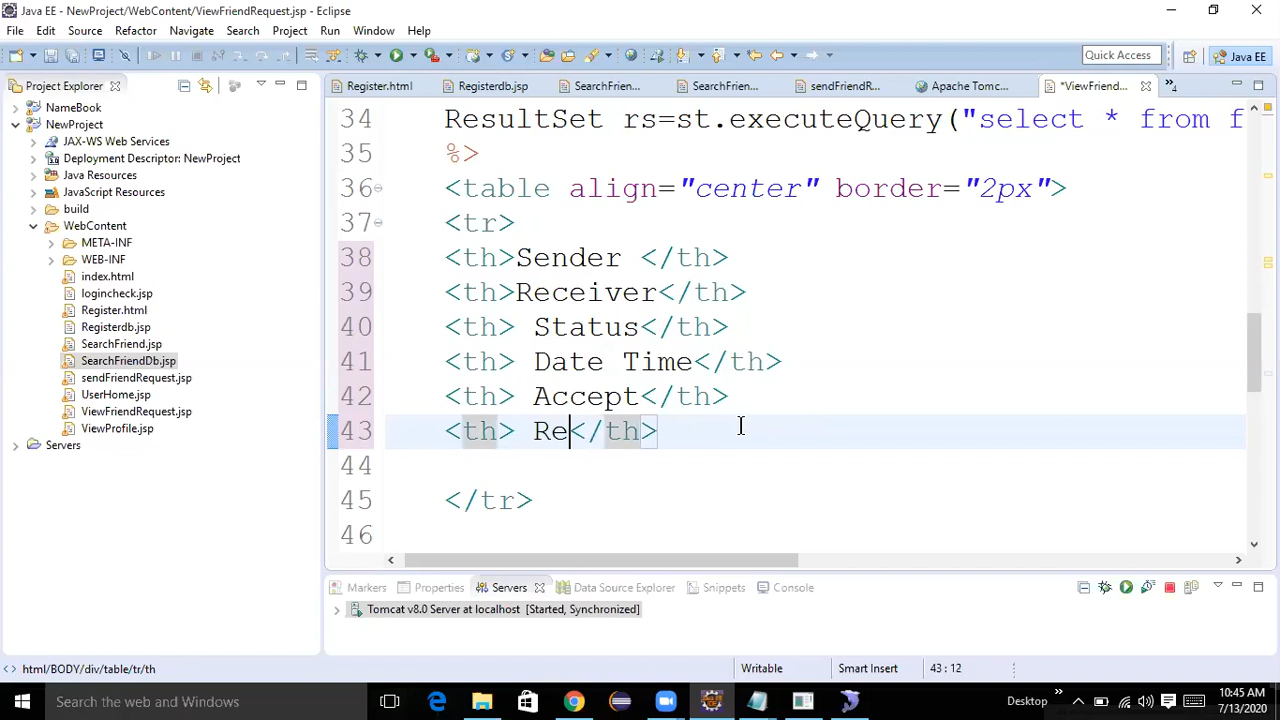 Java EE - NewProject/WebContent/ViewFriendRequest.jsp - Eclipse
File Edit Source Refactor Navigate Search Project Run Window Help
Quick Access Java EE
Project Explorer
NameBook
NewProject
JAX-WS Web Services
Deployment Descriptor: NewProject
Java Resources
JavaScript Resources
build
WebContent
META-INF
WEB-INF
index.html
logincheck.jsp
Register.html
Registerdb.jsp
SearchFriend.jsp
SearchFriendDb.jsp
sendFriendRequest.jsp
UserHome.jsp
ViewFriendRequest.jsp
ViewProfile.jsp
Servers
Register.html Registerdb.jsp SearchFrien... SearchFrien... sendFriendR... Apache Tomc... *ViewFriend... »4
34 ResultSet rs=st.executeQuery("select * from f
35 %>
36 <table align="center" border="2px">
37 <tr>
38 <th>Sender </th>
39 <th>Receiver</th>
40 <th> Status</th>
41 <th> Date Time</th>
42 <th> Accept</th>
43 <th> Re</th>
44
45 </tr>
46
Markers Properties Servers Data Source Explorer Snippets Console
Tomcat v8.0 Server at localhost [Started, Synchronized]
html/BODY/div/table/tr/th Writable Smart Insert 43 : 12
Search the web and Windows Desktop » 10:45 AM
7/13/2020